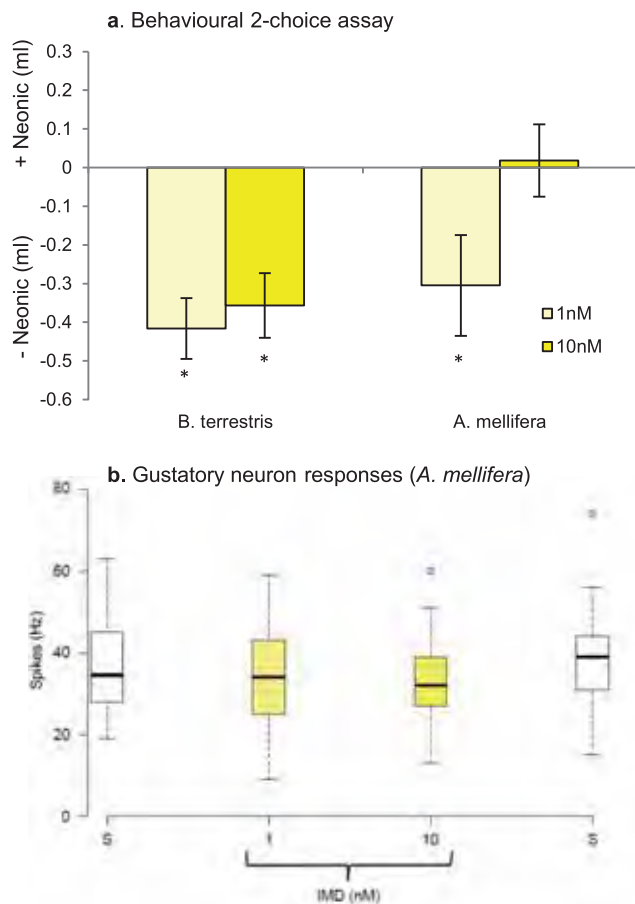 a. Behavioural 2-choice assay
+ Neonic (ml)
- Neonic (ml)
0.3
0.2
0.1
0
-0.1
-0.2
-0.3
-0.4
-0.5
-0.6
* * *
1nM
10nM
B. terrestris A. mellifera
b. Gustatory neuron responses (A. mellifera)
Spikes (Hz)
80
60
40
20
0
S 1 10 S
IMD (nM)